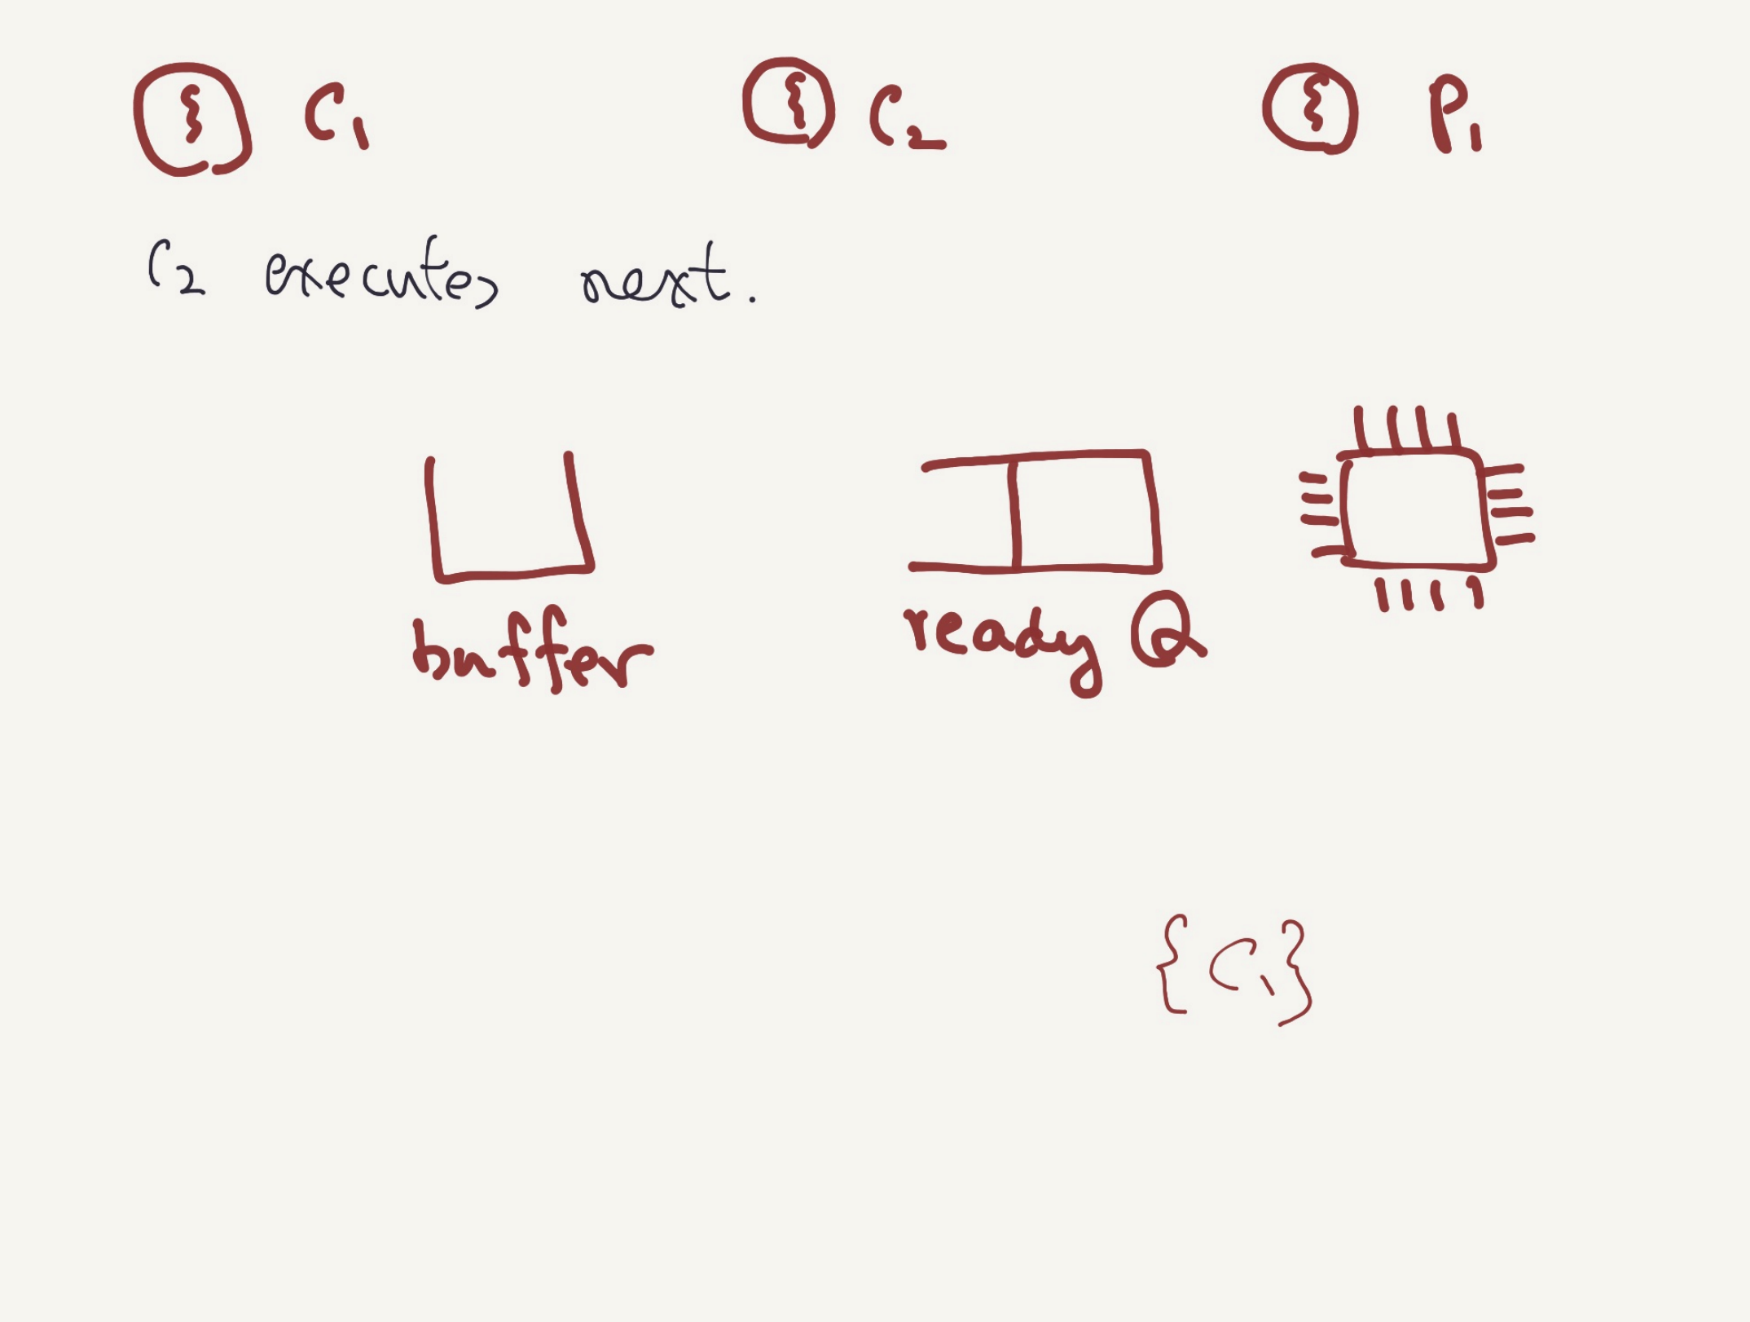 C₁ C₂ P₁
C₂ executes next.
buffer ready Q
{C₁}